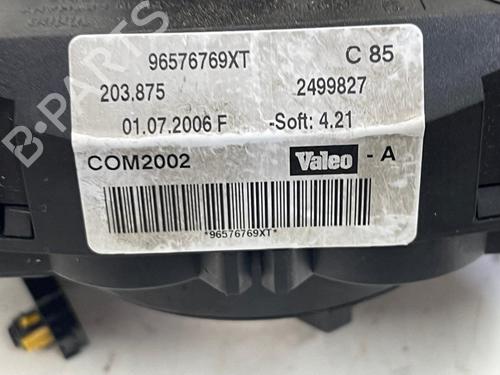 96576769XT C 85
203.875 2499827
01.07.2006 F -Soft: 4.21
COM2002 Valeo - A
*96576769XT*
B-PARTS